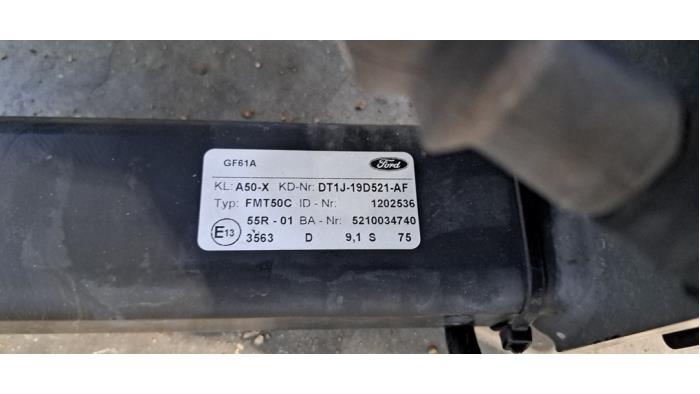 GF61A Ford
KL: A50-X KD-Nr: DT1J-19D521-AF
Typ: FMT50C ID - Nr: 1202536
E13 55R - 01 BA - Nr: 5210034740
3563 D 9,1 S 75